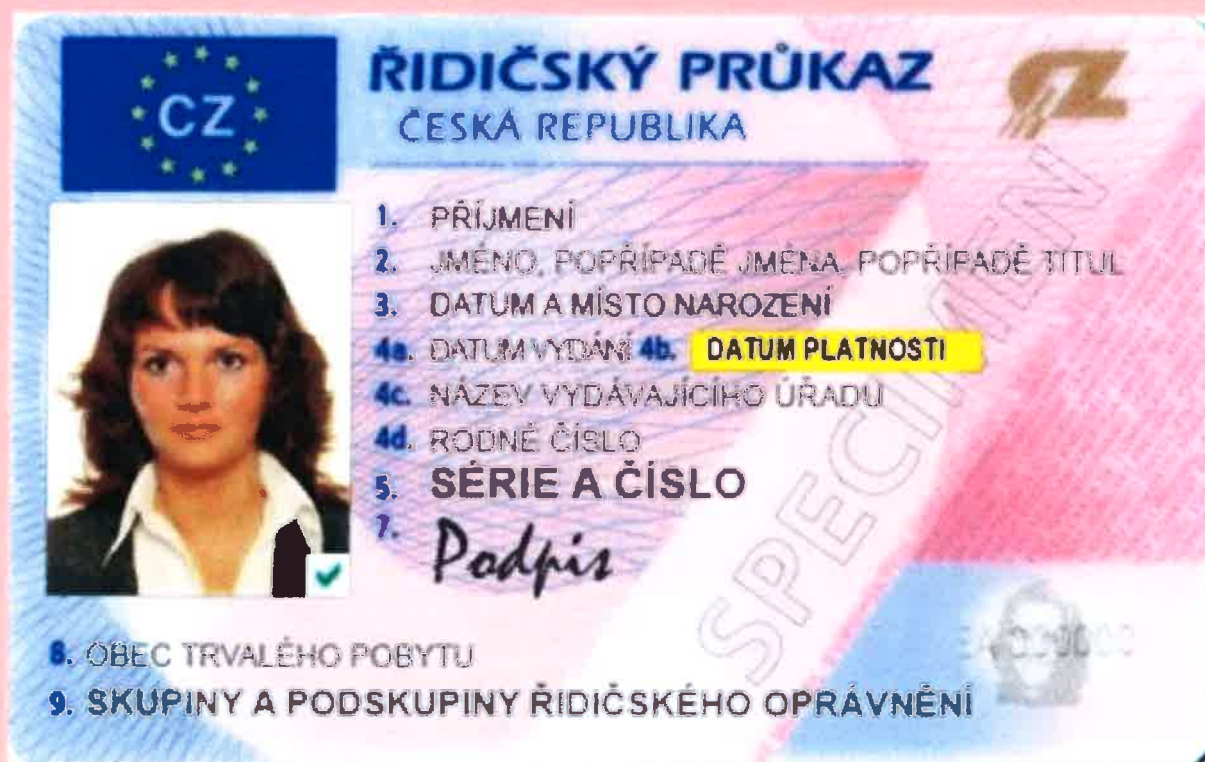 CZ
ŘIDIČSKÝ PRŮKAZ
ČESKÁ REPUBLIKA
1. PŘÍJMENÍ
2. JMÉNO, POPŘÍPADĚ JMÉNA, POPŘÍPADĚ TITUL
3. DATUM A MÍSTO NAROZENÍ
4a. DATUM VYDÁNÍ 4b. DATUM PLATNOSTI
4c. NÁZEV VYDÁVAJÍCÍHO ÚŘADU
4d. RODNÉ ČÍSLO
5. SÉRIE A ČÍSLO
7. Podpis
8. OBEC TRVALÉHO POBYTU
9. SKUPINY A PODSKUPINY ŘIDIČSKÉHO OPRÁVNĚNÍ
SPECIMEN